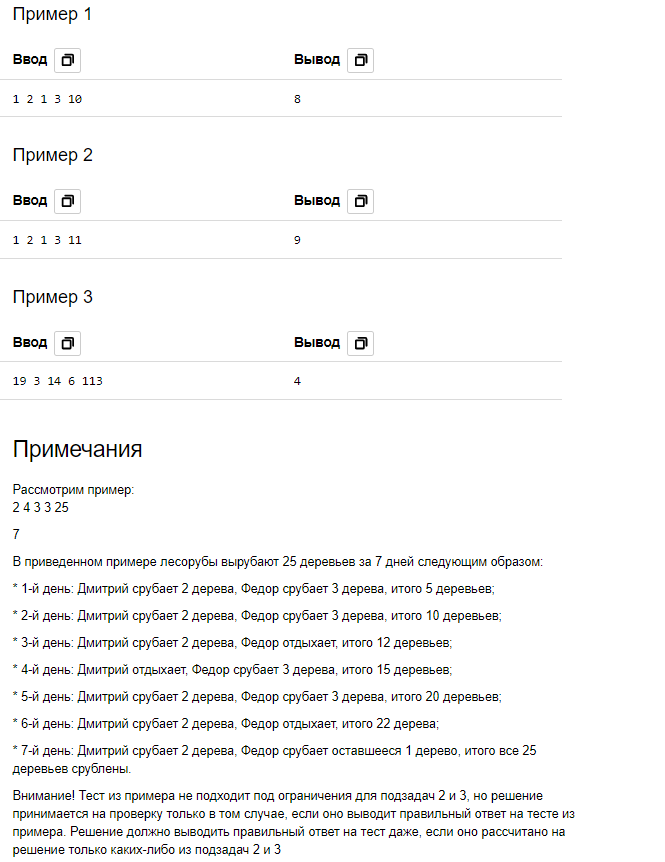 Пример 1
Ввод Вывод
1 2 1 3 10 8
Пример 2
Ввод Вывод
1 2 1 3 11 9
Пример 3
Ввод Вывод
19 3 14 6 113 4
Примечания
Рассмотрим пример:
2 4 3 3 25
7
В приведенном примере лесорубы вырубают 25 деревьев за 7 дней следующим образом:
* 1-й день: Дмитрий срубает 2 дерева, Федор срубает 3 дерева, итого 5 деревьев;
* 2-й день: Дмитрий срубает 2 дерева, Федор срубает 3 дерева, итого 10 деревьев;
* 3-й день: Дмитрий срубает 2 дерева, Федор отдыхает, итого 12 деревьев;
* 4-й день: Дмитрий отдыхает, Федор срубает 3 дерева, итого 15 деревьев;
* 5-й день: Дмитрий срубает 2 дерева, Федор срубает 3 дерева, итого 20 деревьев;
* 6-й день: Дмитрий срубает 2 дерева, Федор отдыхает, итого 22 дерева;
* 7-й день: Дмитрий срубает 2 дерева, Федор срубает оставшееся 1 дерево, итого все 25
деревьев срублены.
Внимание! Тест из примера не подходит под ограничения для подзадач 2 и 3, но решение
принимается на проверку только в том случае, если оно выводит правильный ответ на тесте из
примера. Решение должно выводить правильный ответ на тест даже, если оно рассчитано на
решение только каких-либо из подзадач 2 и 3